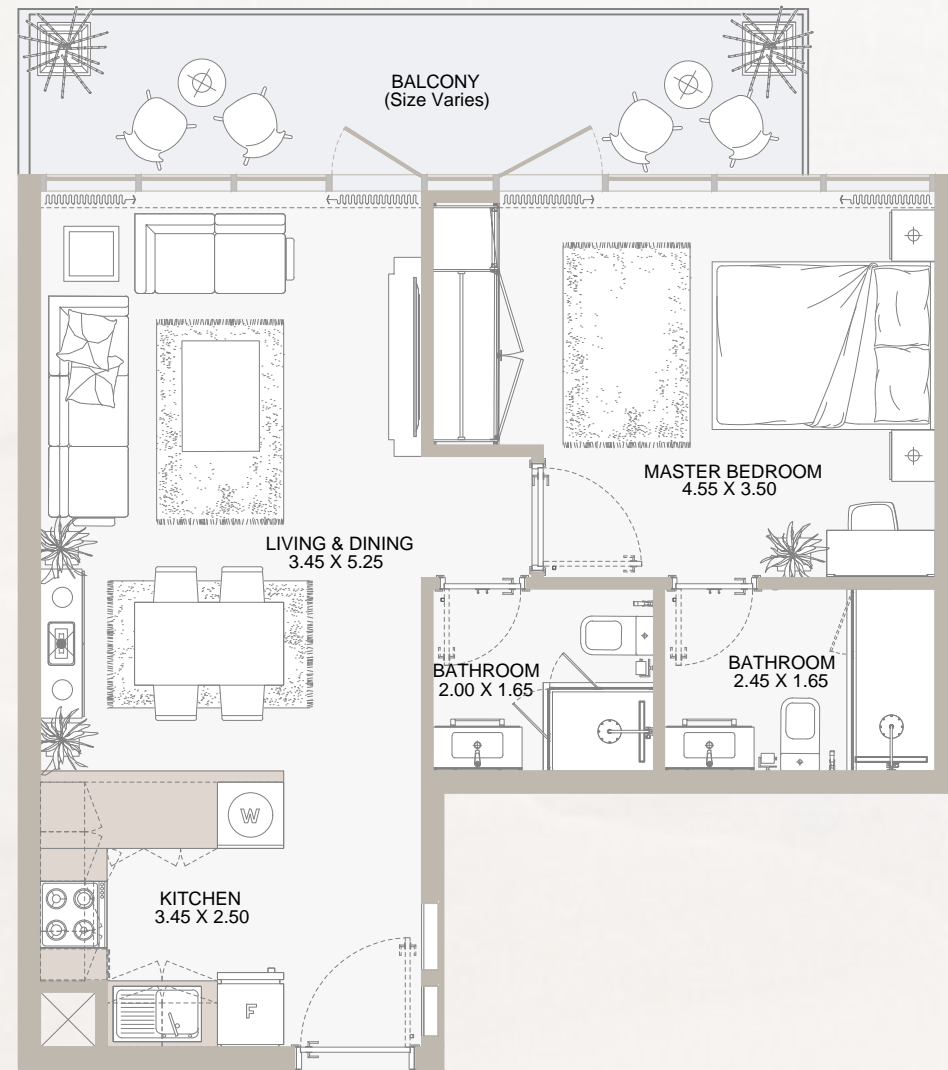 BALCONY
(Size Varies)
MASTER BEDROOM
4.55 X 3.50
LIVING & DINING
3.45 X 5.25
BATHROOM
2.00 X 1.65
BATHROOM
2.45 X 1.65
W
KITCHEN
3.45 X 2.50
F